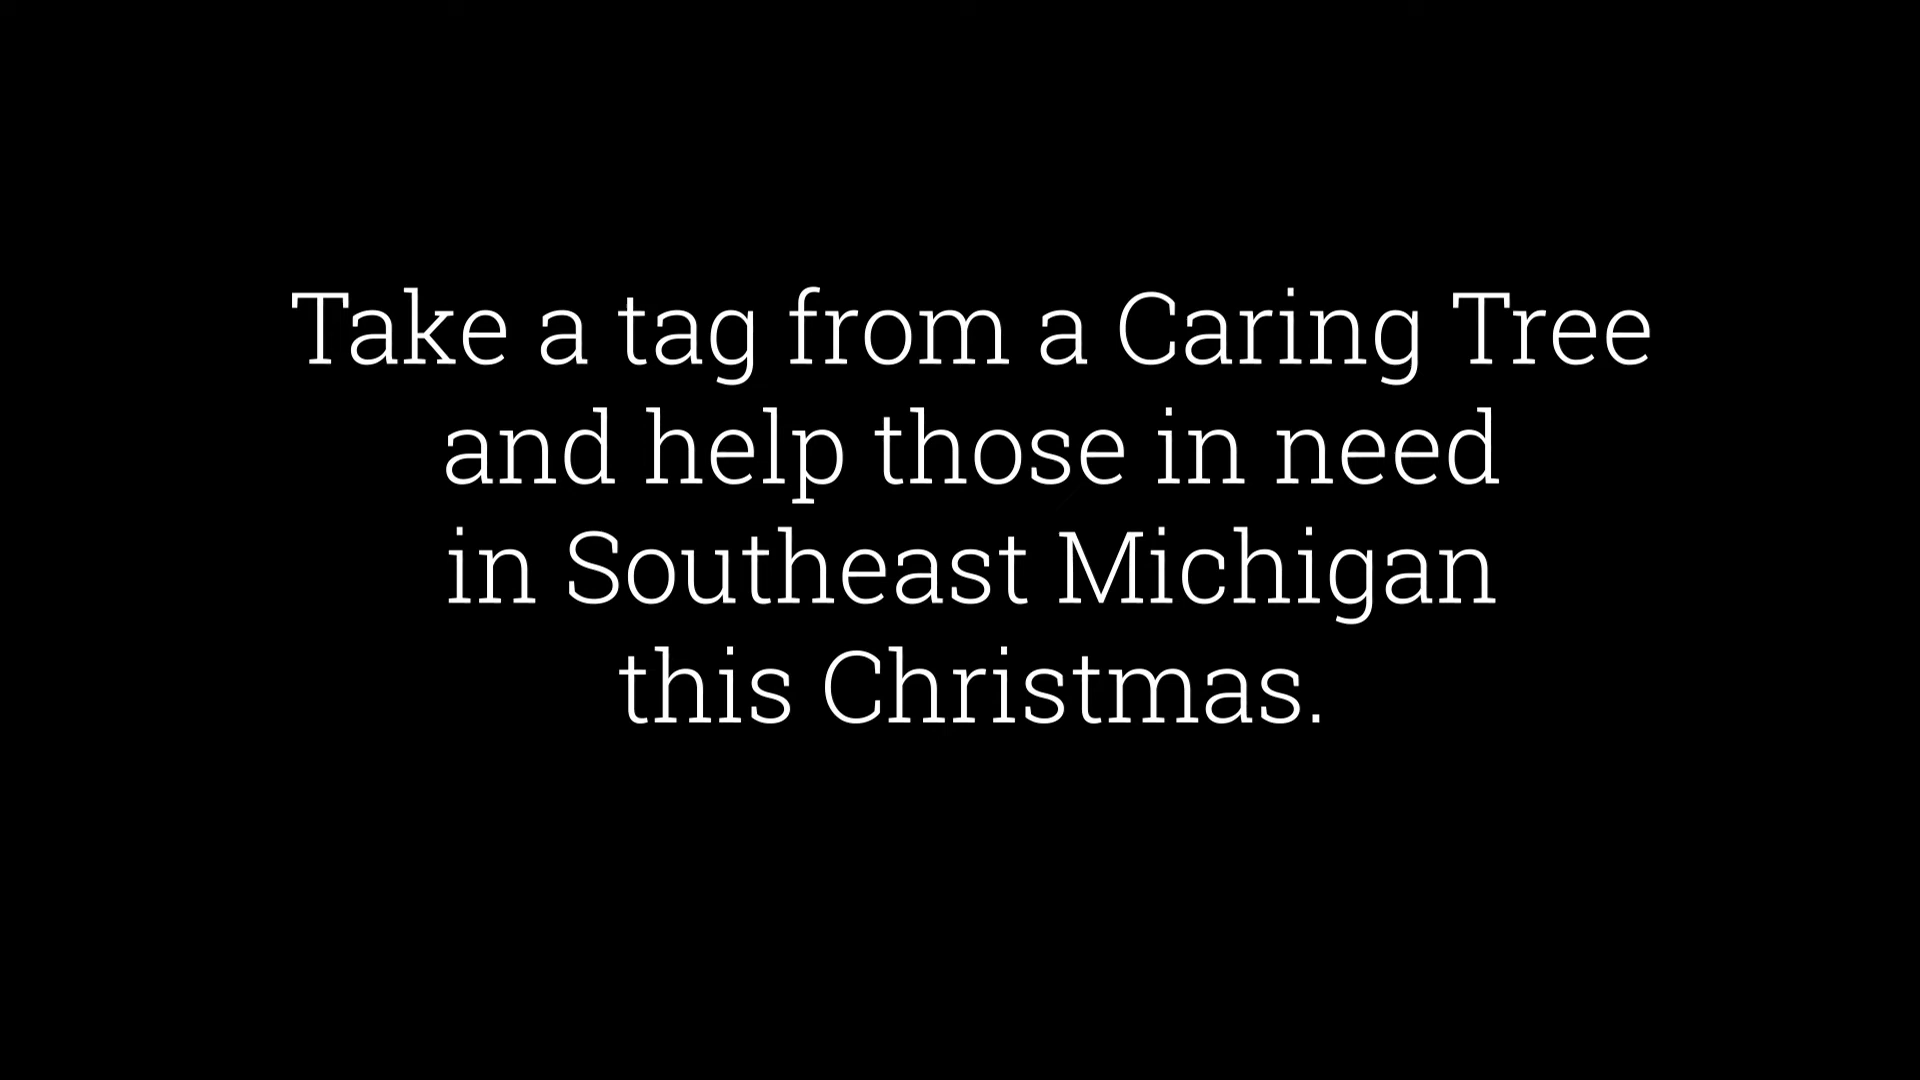 Take a tag from a Caring Tree
and help those in need
in Southeast Michigan
this Christmas.